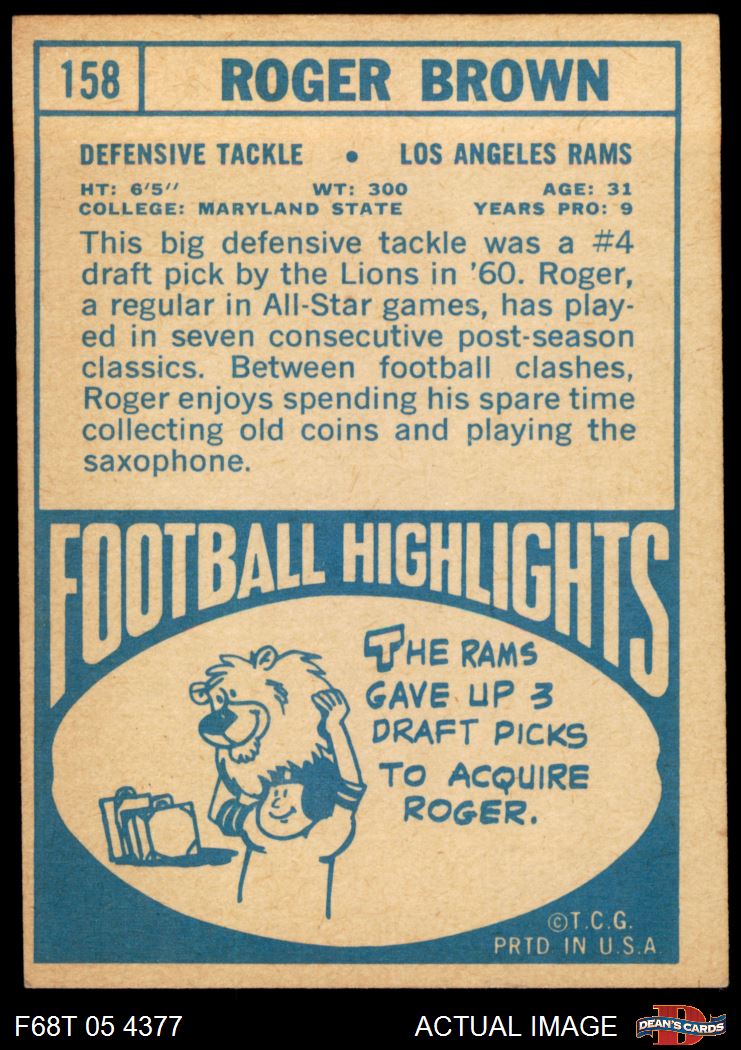 158 ROGER BROWN
DEFENSIVE TACKLE • LOS ANGELES RAMS
HT: 6'5" WT: 300 AGE: 31
COLLEGE: MARYLAND STATE YEARS PRO: 9
This big defensive tackle was a #4
draft pick by the Lions in '60. Roger,
a regular in All-Star games, has play-
ed in seven consecutive post-season
classics. Between football clashes,
Roger enjoys spending his spare time
collecting old coins and playing the
saxophone.
FOOTBALL HIGHLIGHTS
THE RAMS
GAVE UP 3
DRAFT PICKS
TO ACQUIRE
ROGER.
©T.C.G.
PRTD. IN U.S.A.
F68T 05 4377 ACTUAL IMAGE D DEAN'S CARDS